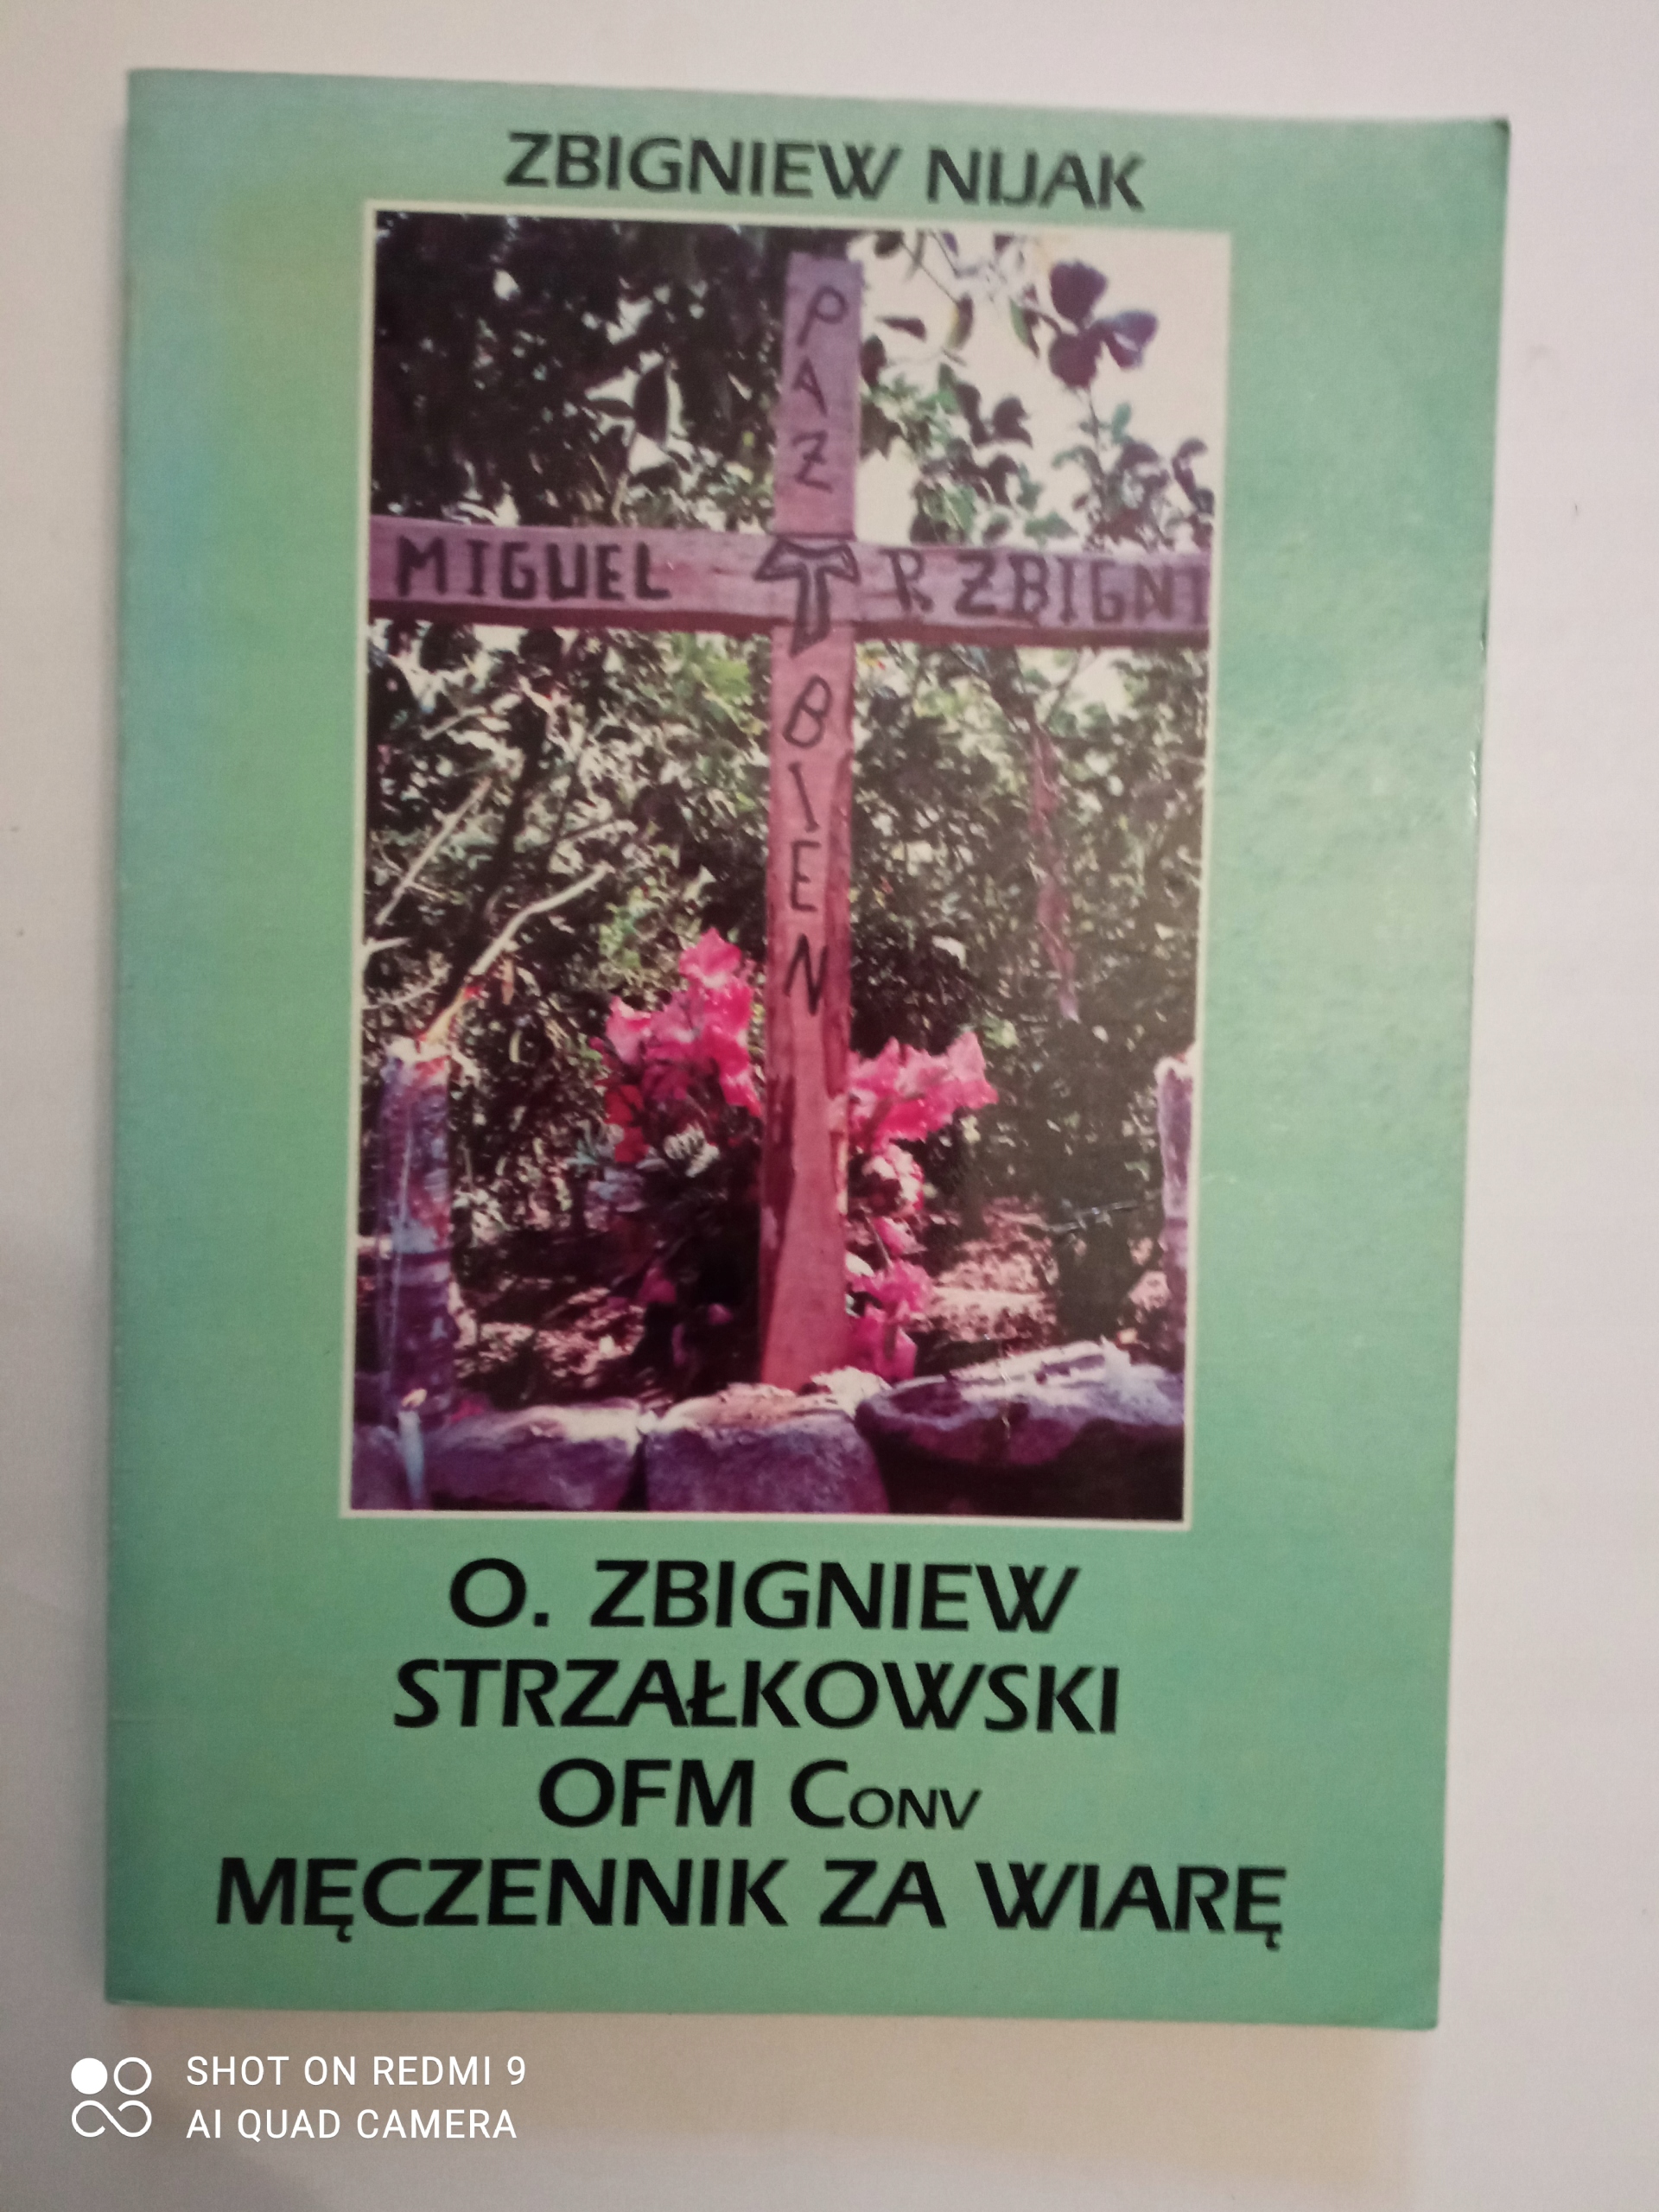 ZBIGNIEW NIJAK
PAZ
MIGUEL T P. ZBIGNI
BIEN
O. ZBIGNIEW
STRZAŁKOWSKI
OFM CONV
MĘCZENNIK ZA WIARĘ
SHOT ON REDMI 9
AI QUAD CAMERA